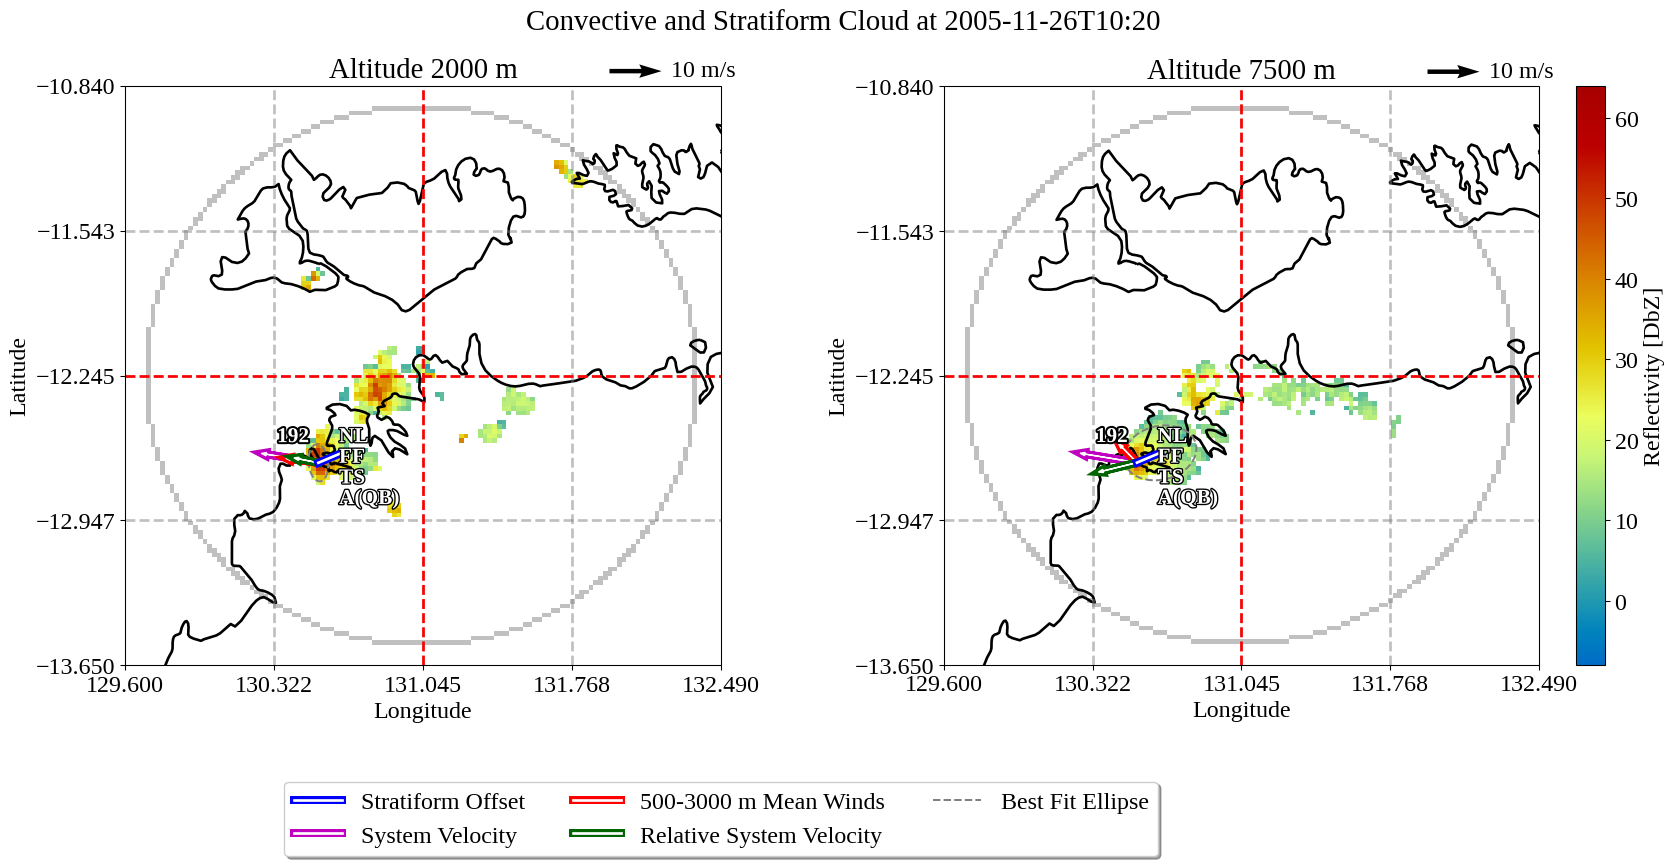 Convective and Stratiform Cloud at 2005-11-26T10:20
Altitude 2000 m
10 m/s
−10.840
−11.543
−12.245
−12.947
−13.650
129.600
130.322
131.045
131.768
132.490
Longitude
Latitude
192
NL
FF
TS
A(QB)
Altitude 7500 m
10 m/s
−10.840
−11.543
−12.245
−12.947
−13.650
129.600
130.322
131.045
131.768
132.490
Longitude
Latitude
192
NL
FF
TS
A(QB)
60
50
40
30
20
10
0
Reflectivity [DbZ]
Stratiform Offset
System Velocity
500-3000 m Mean Winds
Relative System Velocity
Best Fit Ellipse